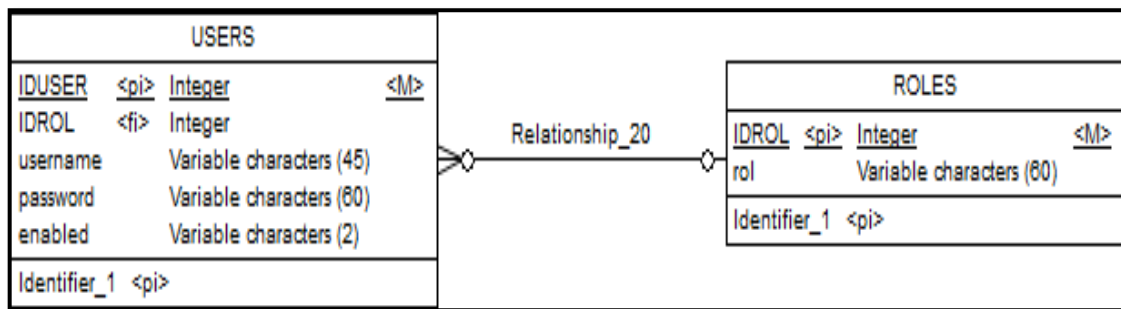 USERS
IDUSER <pi> Integer <M>
IDROL <fi> Integer
username Variable characters (45)
password Variable characters (60)
enabled Variable characters (2)
Identifier_1 <pi>
Relationship_20
ROLES
IDROL <pi> Integer <M>
rol Variable characters (60)
Identifier_1 <pi>